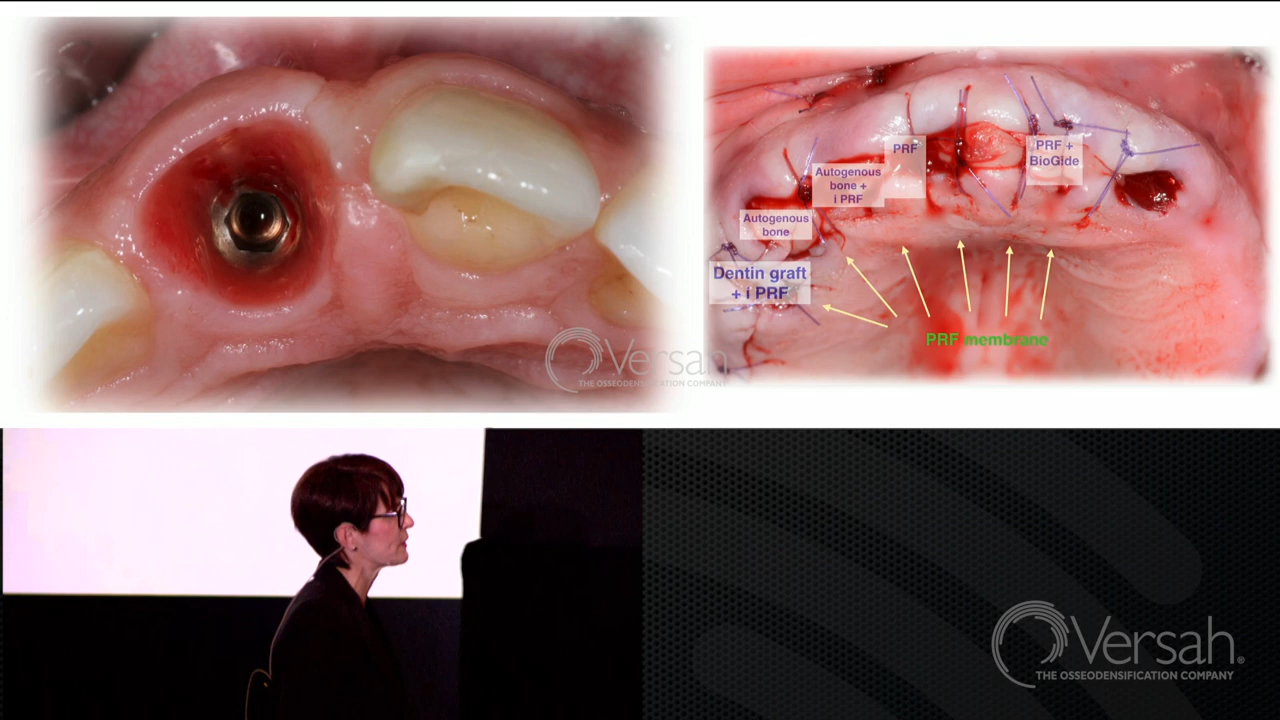 PRF
PRF +
BioGide
Autogenous
bone +
i PRF
Autogenous
bone
Dentin graft
+ i PRF
PRF membrane
Versah
THE OSSEODENSIFICATION COMPANY
Versah®
THE OSSEODENSIFICATION COMPANY